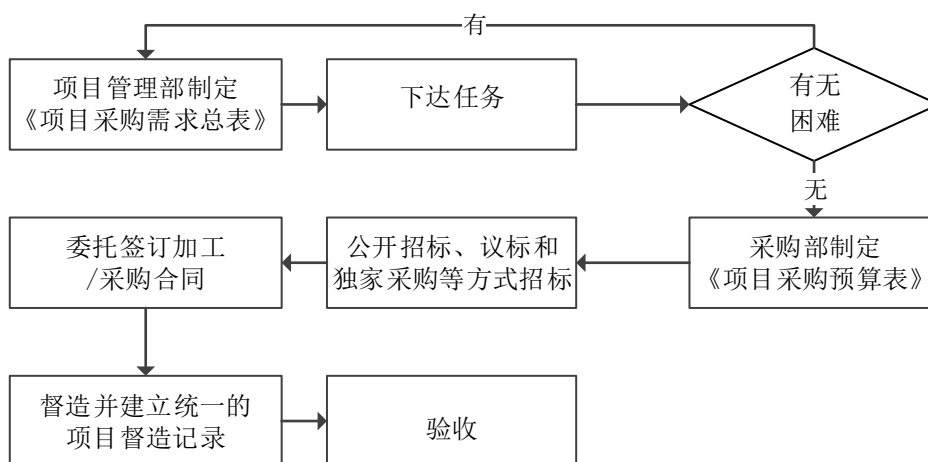 有
项目管理部制定
《项目采购需求总表》
下达任务
有无
困难
无
委托签订加工
/采购合同
公开招标、议标和
独家采购等方式招标
采购部制定
《项目采购预算表》
督造并建立统一的
项目督造记录
验收